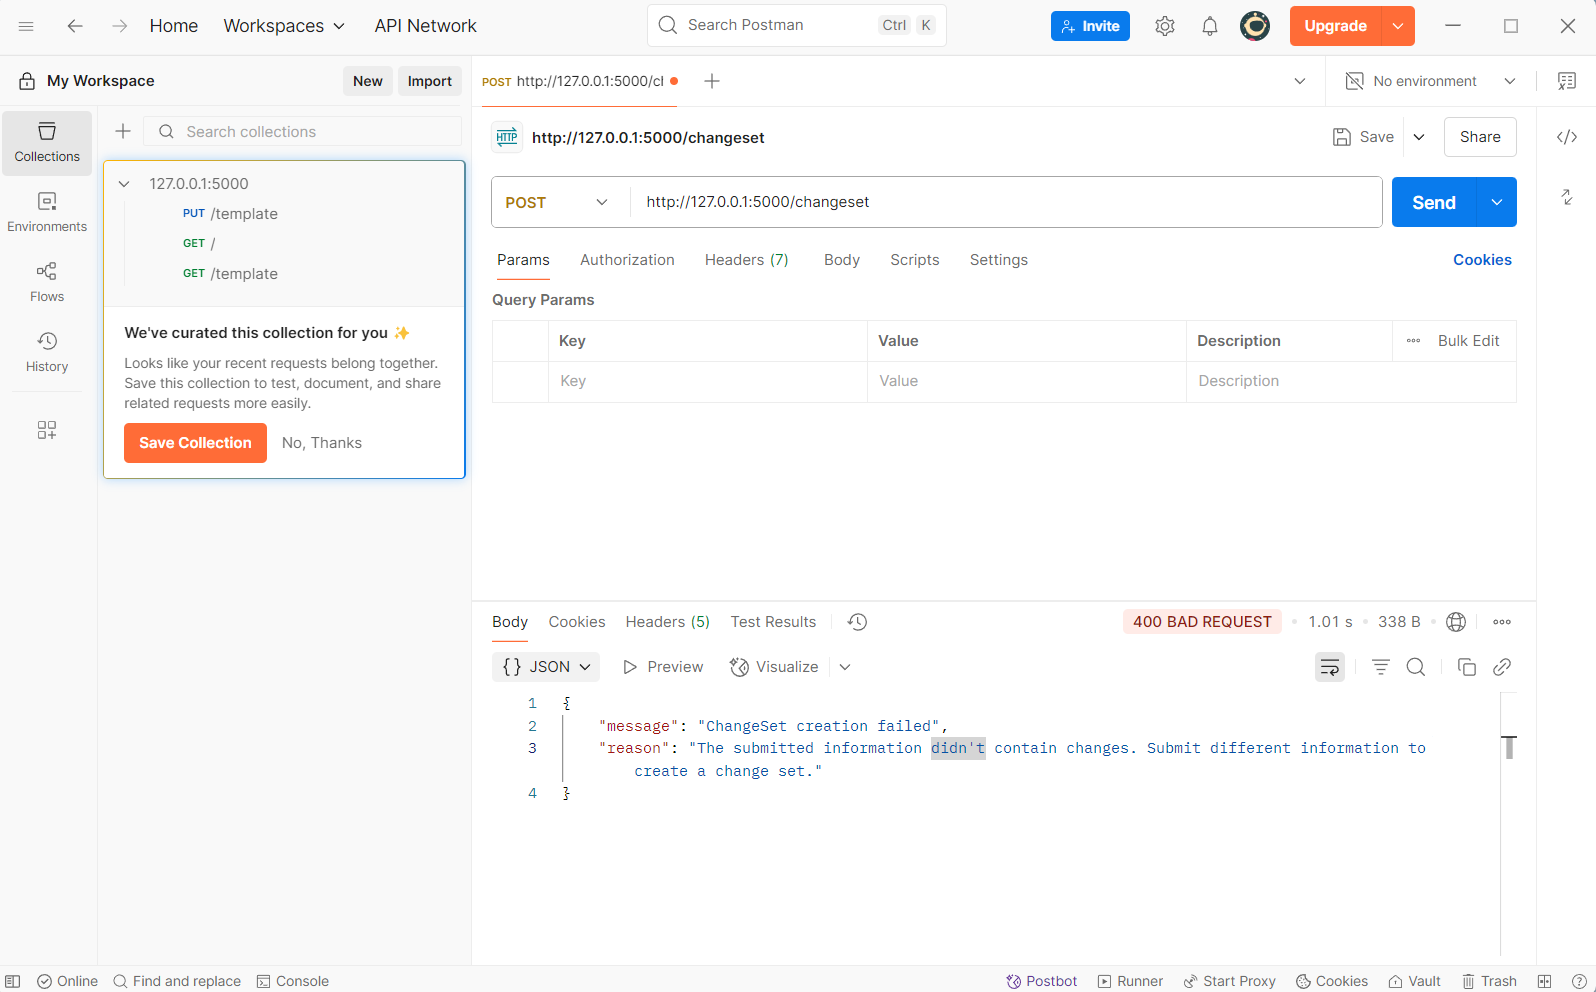 Home Workspaces API Network Search Postman Ctrl K Invite Upgrade
My Workspace New Import POST http://127.0.0.1:5000/cl No environment
Collections
Environments
Flows
History
Search collections
127.0.0.1:5000
PUT /template
GET /
GET /template
We've curated this collection for you ✨
Looks like your recent requests belong together.
Save this collection to test, document, and share
related requests more easily.
Save Collection No, Thanks
HTTP http://127.0.0.1:5000/changeset Save Share
POST http://127.0.0.1:5000/changeset Send
Params Authorization Headers (7) Body Scripts Settings Cookies
Query Params
Key Value Description Bulk Edit
Key Value Description
Body Cookies Headers (5) Test Results 400 BAD REQUEST • 1.01 s • 338 B •
{} JSON Preview Visualize
1 {
2 "message": "ChangeSet creation failed",
3 "reason": "The submitted information didn't contain changes. Submit different information to
create a change set."
4 }
Online Find and replace Console Postbot Runner Start Proxy Cookies Vault Trash